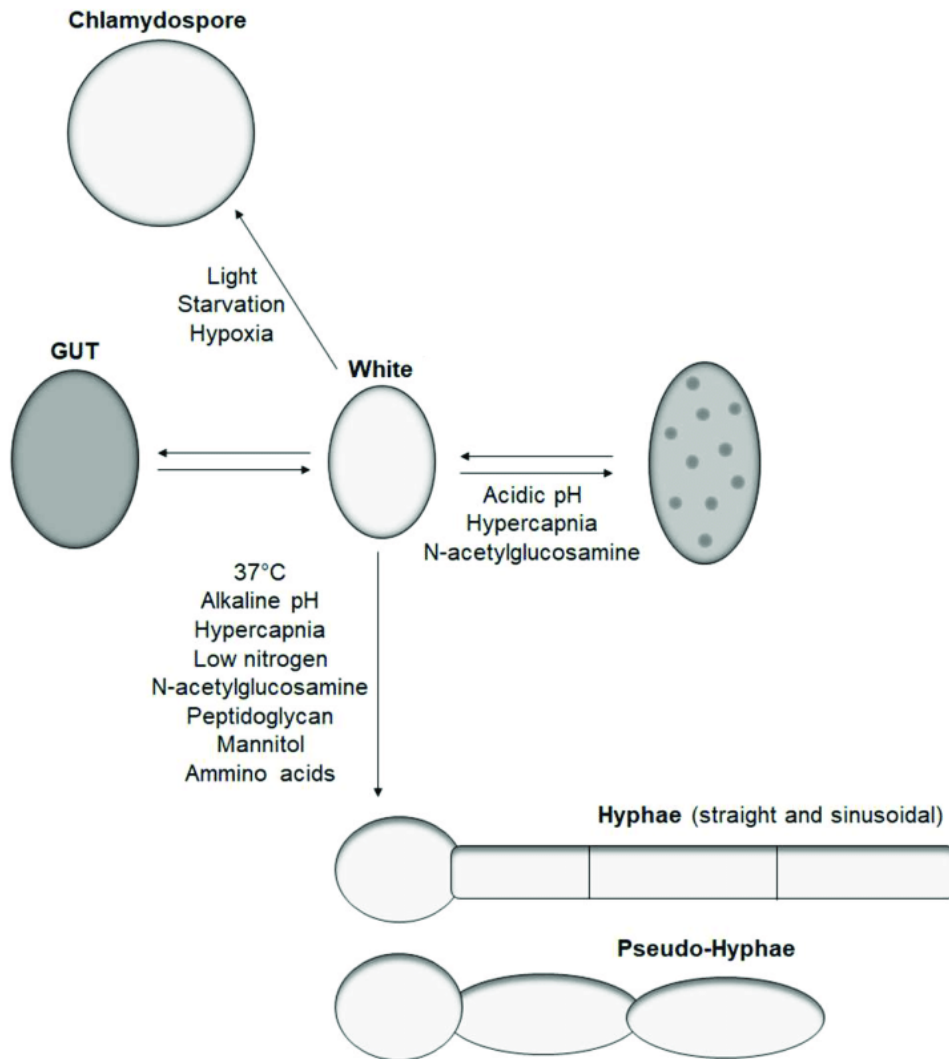 Chlamydospore
Light
Starvation
Hypoxia
GUT
White
Acidic pH
Hypercapnia
N-acetylglucosamine
37°C
Alkaline pH
Hypercapnia
Low nitrogen
N-acetylglucosamine
Peptidoglycan
Mannitol
Ammino acids
Hyphae (straight and sinusoidal)
Pseudo-Hyphae